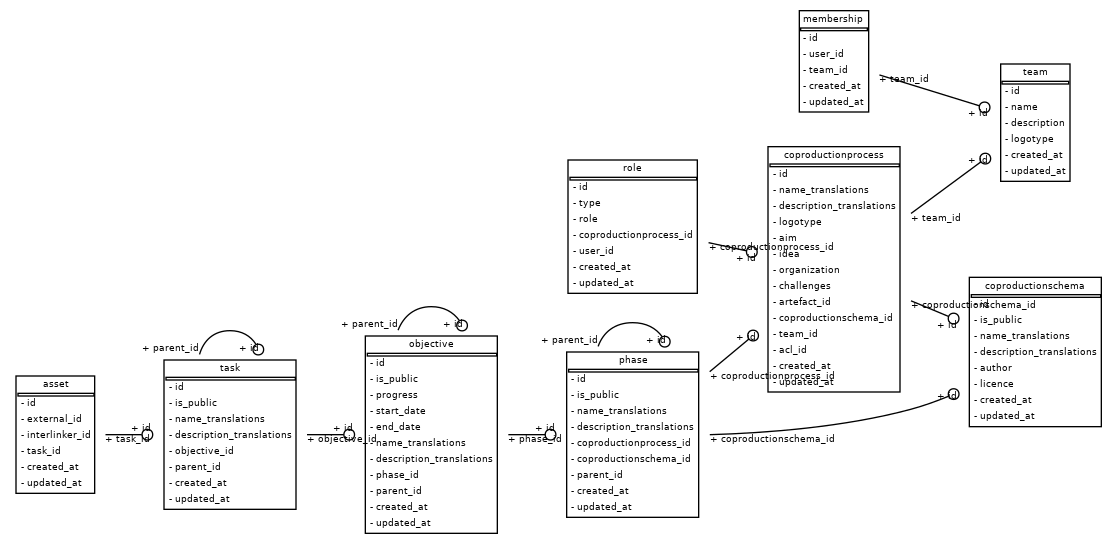 membership
- id
- user_id
- team_id
- created_at
- updated_at
+ team_id
+ id
team
- id
- name
- description
- logotype
- created_at
- updated_at
+ id
+ team_id
coproductionprocess
- id
- name_translations
- description_translations
- logotype
- aim
- idea
- organization
- challenges
- artefact_id
- coproductionschema_id
- team_id
- acl_id
- created_at
- updated_at
role
- id
- type
- role
- coproductionprocess_id
- user_id
- created_at
- updated_at
+ coproductionprocess_id
+ id
coproductionschema
- id
- is_public
- name_translations
- description_translations
- author
- licence
- created_at
- updated_at
+ coproductionschema_id
+ id
+ id
+ coproductionprocess_id
+ id
+ coproductionschema_id
+ parent_id
+ id
phase
- id
- is_public
- name_translations
- description_translations
- coproductionprocess_id
- coproductionschema_id
- parent_id
- created_at
- updated_at
+ id
+ phase_id
+ parent_id
+ id
objective
- id
- is_public
- progress
- start_date
- end_date
- name_translations
- description_translations
- phase_id
- parent_id
- created_at
- updated_at
+ id
+ objective_id
+ parent_id
+ id
task
- id
- is_public
- name_translations
- description_translations
- objective_id
- parent_id
- created_at
- updated_at
+ id
+ task_id
asset
- id
- external_id
- interlinker_id
- task_id
- created_at
- updated_at